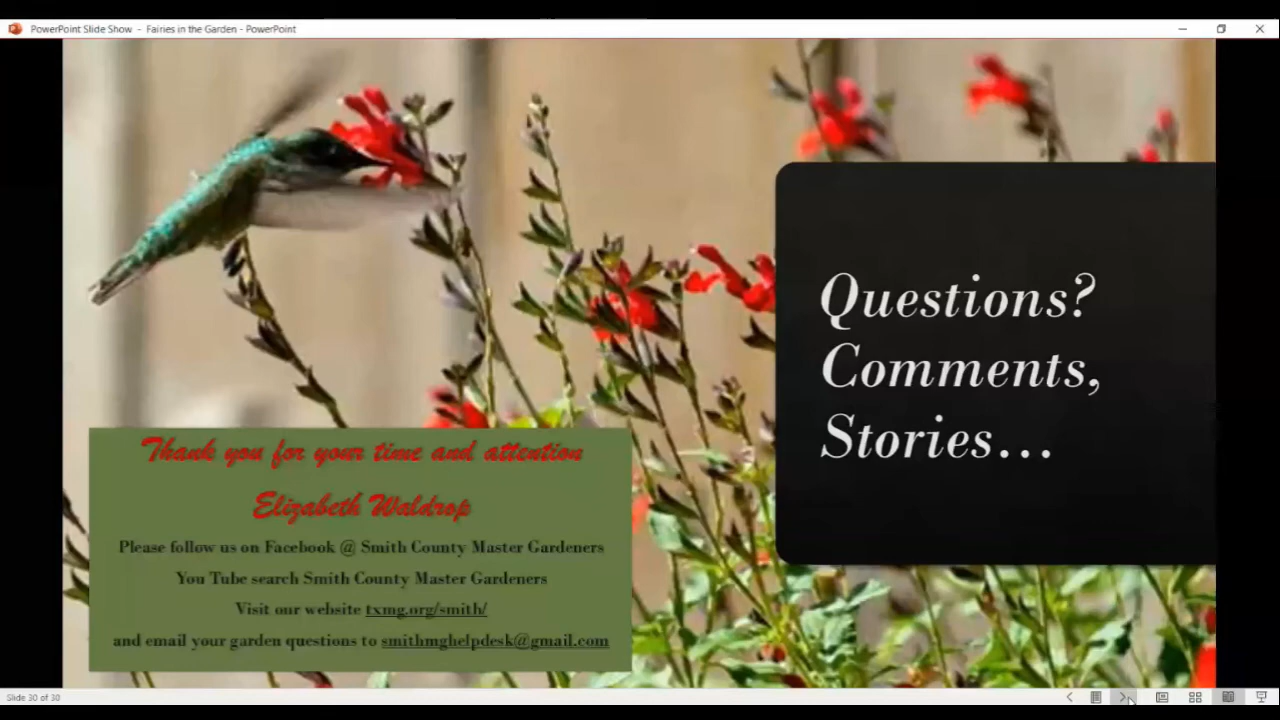 PowerPoint Slide Show - Fairies in the Garden - PowerPoint
Questions?
Comments,
Stories...
Thank you for your time and attention
Elizabeth Waldrop
Please follow us on Facebook @ Smith County Master Gardeners
You Tube search Smith County Master Gardeners
Visit our website txmg.org/smith/
and email your garden questions to smithmghelpdesk@gmail.com
Slide 30 of 30